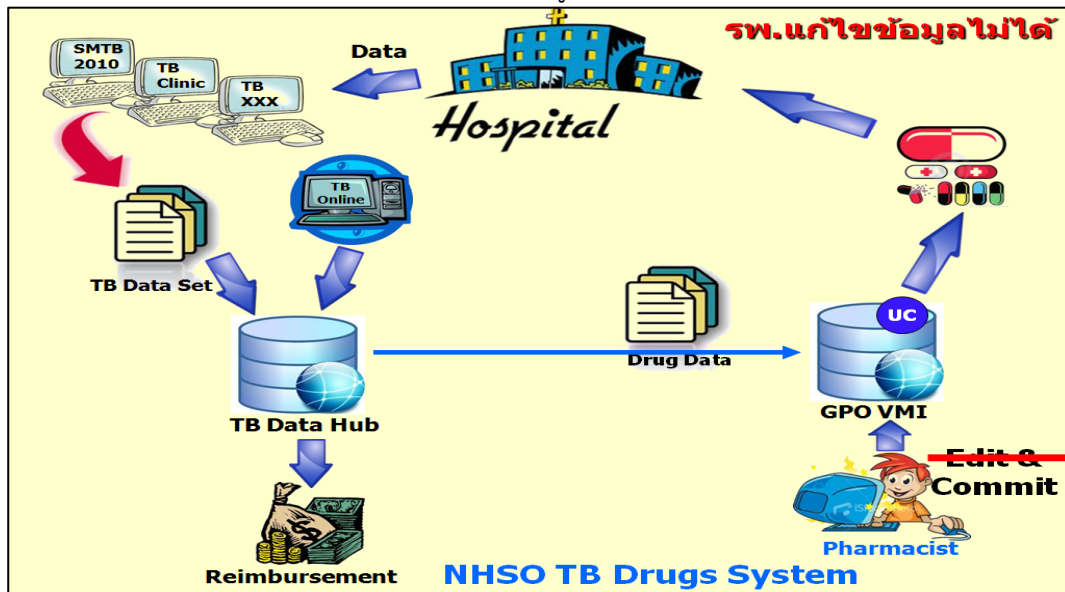 รพ.แก้ไขข้อมูลไม่ได้
SMTB
2010
TB
Clinic
TB
XXX
Data
Hospital
TB
Online
TB Data Set
Drug Data
UC
TB Data Hub
GPO VMI
Edit &
Commit
Pharmacist
Reimbursement
NHSO TB Drugs System